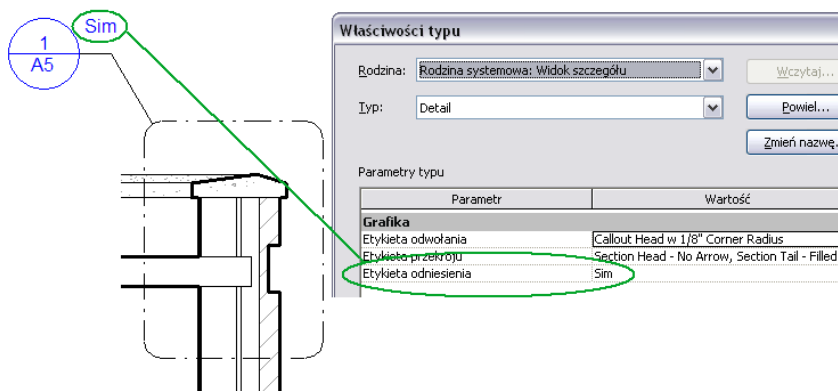 Sim
1
A5
Właściwości typu
Rodzina: Rodzina systemowa: Widok szczegółu Wczytaj...
Typ: Detail Powiel...
Zmień nazwę.
Parametry typu
Parametr Wartość
Grafika
Etykieta odwołania Callout Head w 1/8" Corner Radius
Etykieta przekroju Section Head - No Arrow, Section Tail - Filled
Etykieta odniesienia Sim